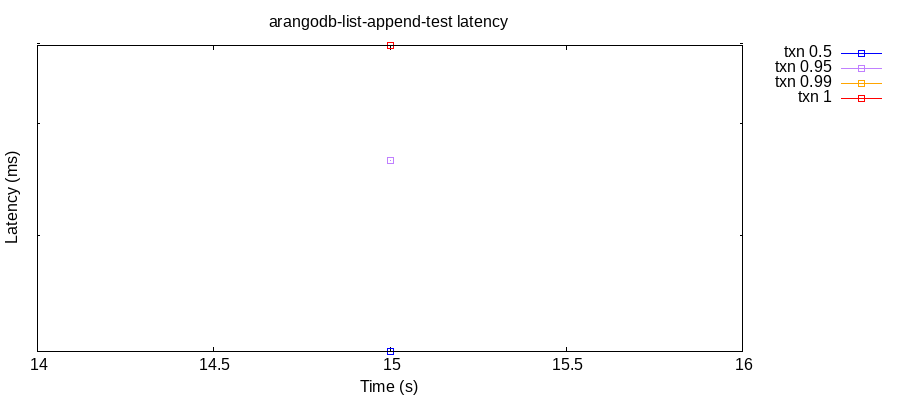 arangodb-list-append-test latency
txn 0.5
txn 0.95
txn 0.99
txn 1
Latency (ms)
14 14.5 15 15.5 16
Time (s)